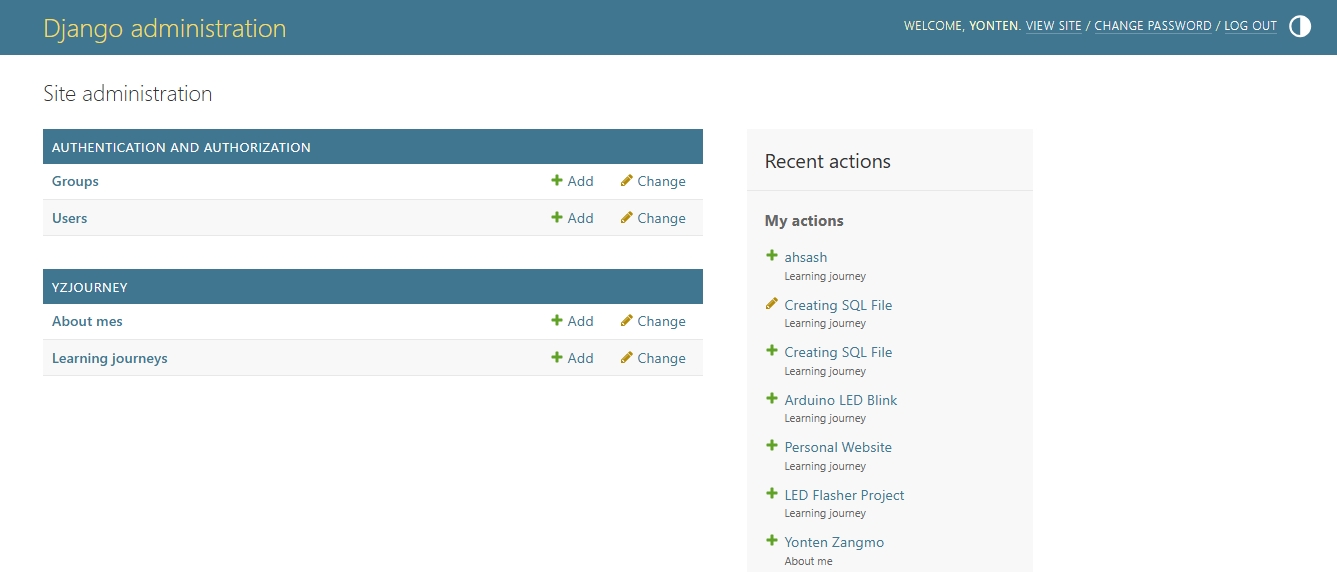 Django administration
WELCOME, YONTEN. VIEW SITE / CHANGE PASSWORD / LOG OUT
Site administration
AUTHENTICATION AND AUTHORIZATION
Groups Add Change
Users Add Change
YZJOURNEY
About mes Add Change
Learning journeys Add Change
Recent actions
My actions
ahsash
Learning journey
Creating SQL File
Learning journey
Creating SQL File
Learning journey
Arduino LED Blink
Learning journey
Personal Website
Learning journey
LED Flasher Project
Learning journey
Yonten Zangmo
About me